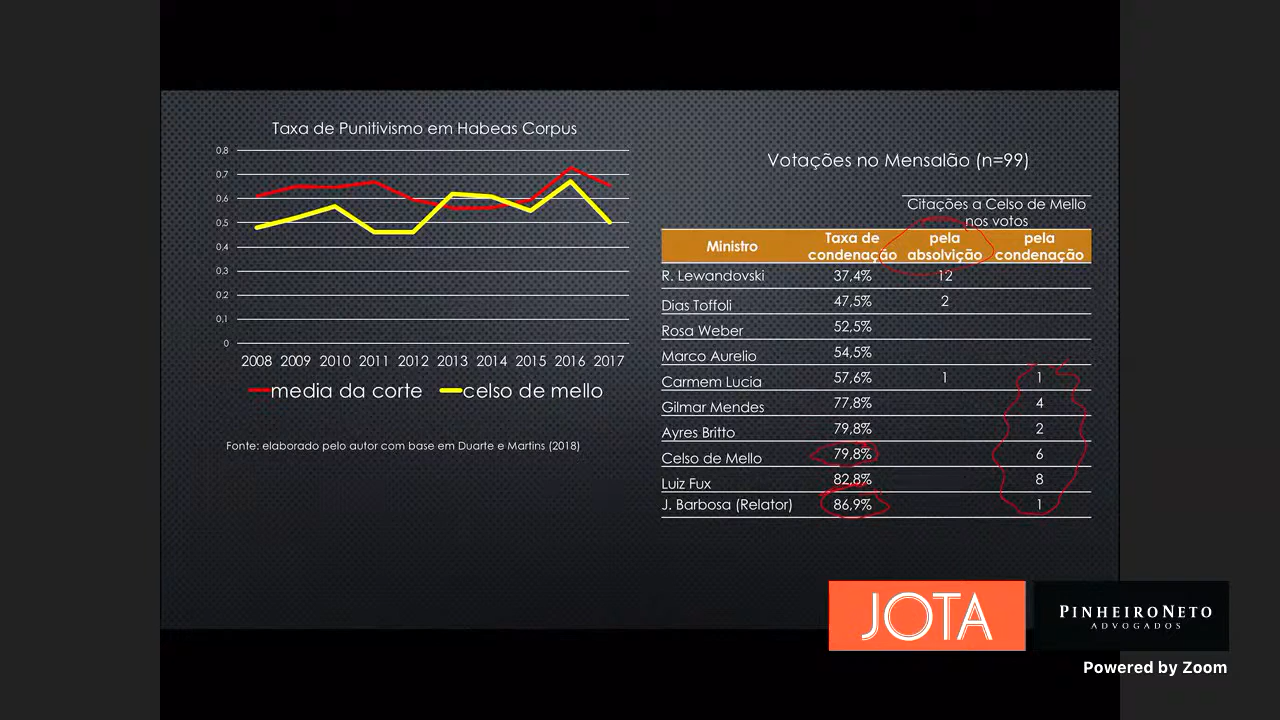 Taxa de Punitivismo em Habeas Corpus
0,8
0,7
0,6
0,5
0,4
0,3
0,2
0,1
0
2008 2009 2010 2011 2012 2013 2014 2015 2016 2017
media da corte celso de mello
Fonte: elaborado pelo autor com base em Duarte e Martins (2018)
Votações no Mensalão (n=99)
Citações a Celso de Mello
nos votos
Ministro Taxa de condenação pela absolvição pela condenação
R. Lewandovski 37,4% 12
Dias Toffoli 47,5% 2
Rosa Weber 52,5%
Marco Aurelio 54,5%
Carmem Lucia 57,6% 1 1
Gilmar Mendes 77,8% 4
Ayres Britto 79,8% 2
Celso de Mello 79,8% 6
Luiz Fux 82,8% 8
J. Barbosa (Relator) 86,9% 1
JOTA
PINHEIRONETO
ADVOGADOS
Powered by Zoom